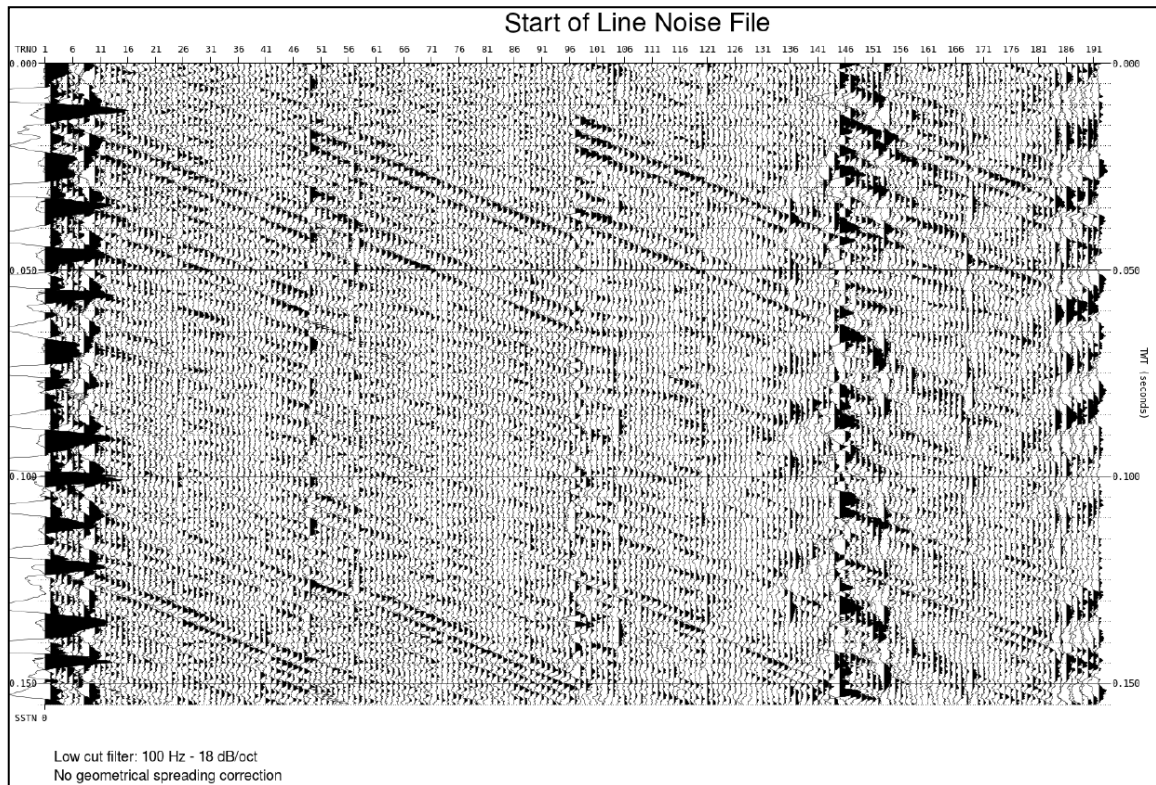 Start of Line Noise File
TRNO 1 6 11 16 21 26 31 36 41 46 51 56 61 66 71 76 81 86 91 96 101 106 111 116 121 126 131 136 141 146 151 156 161 166 171 176 181 186 191
0.000 0.000
0.050 0.050
TWT (seconds)
0.100 0.100
0.150 0.150
SSTN 0
Low cut filter: 100 Hz - 18 dB/oct
No geometrical spreading correction